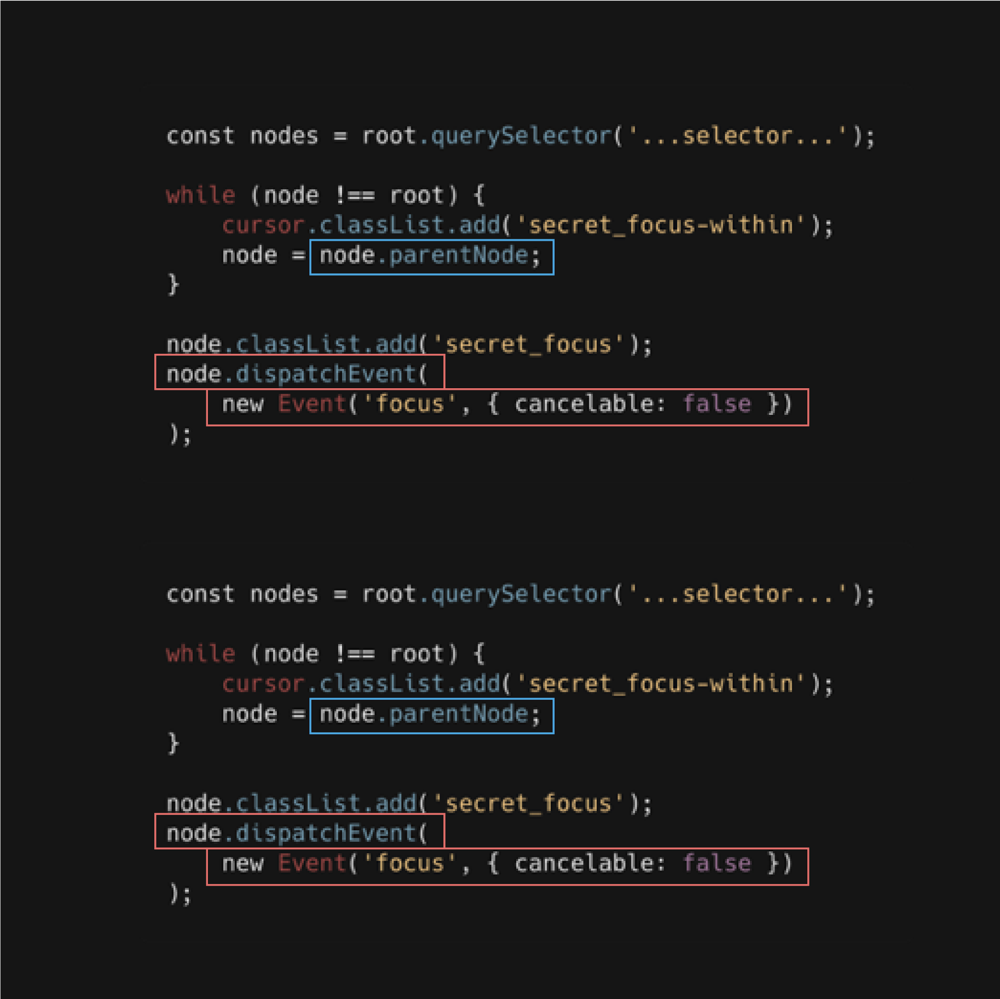 const nodes = root.querySelector('...selector...');
while (node !== root) {
cursor.classList.add('secret_focus-within');
node = node.parentNode;
}
node.classList.add('secret_focus');
node.dispatchEvent(
new Event('focus', { cancelable: false })
);
const nodes = root.querySelector('...selector...');
while (node !== root) {
cursor.classList.add('secret_focus-within');
node = node.parentNode;
}
node.classList.add('secret_focus');
node.dispatchEvent(
new Event('focus', { cancelable: false })
);